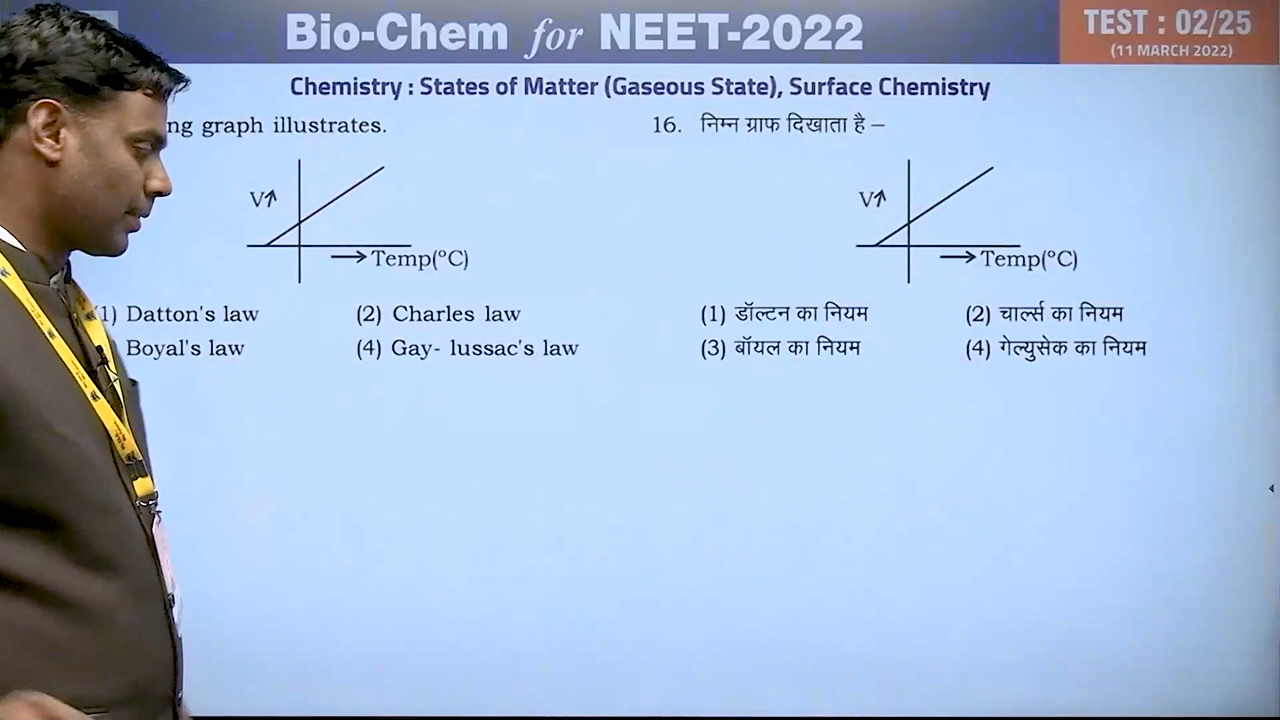 Bio-Chem for NEET-2022
TEST : 02/25
(11 MARCH 2022)
Chemistry : States of Matter (Gaseous State), Surface Chemistry
graph illustrates.
V↑
→Temp(ºC)
1) Datton's law (2) Charles law
Boyal's law (4) Gay- lussac's law
16. निम्न ग्राफ दिखाता है –
V↑
→Temp(ºC)
(1) डॉल्टन का नियम (2) चार्ल्स का नियम
(3) बॉयल का नियम (4) गेल्युसेक का नियम